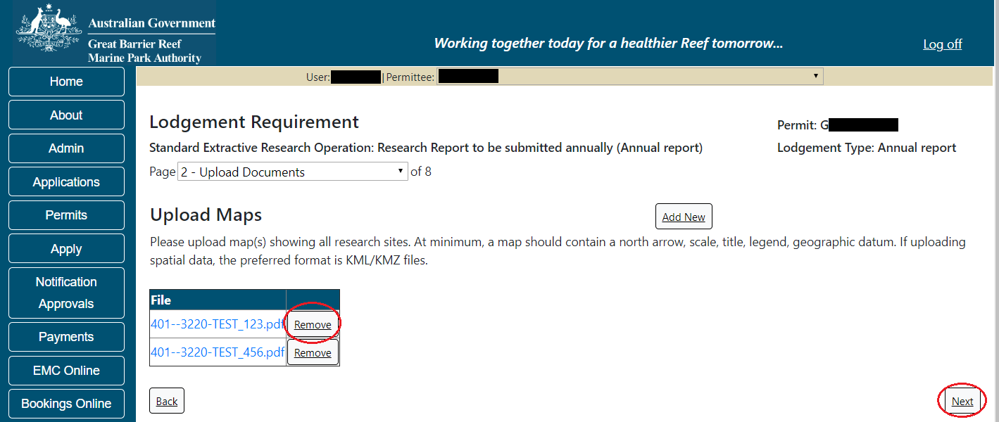 Australian Government
Great Barrier Reef
Marine Park Authority
Working together today for a healthier Reef tomorrow...
Log off
Home
About
Admin
Applications
Permits
Apply
Notification
Approvals
Payments
EMC Online
Bookings Online
User: | Permittee:
Lodgement Requirement
Permit: G
Standard Extractive Research Operation: Research Report to be submitted annually (Annual report)
Lodgement Type: Annual report
Page 2 - Upload Documents of 8
Upload Maps
Add New
Please upload map(s) showing all research sites. At minimum, a map should contain a north arrow, scale, title, legend, geographic datum. If uploading
spatial data, the preferred format is KML/KMZ files.
File
401--3220-TEST_123.pdf Remove
401--3220-TEST_456.pdf Remove
Back
Next